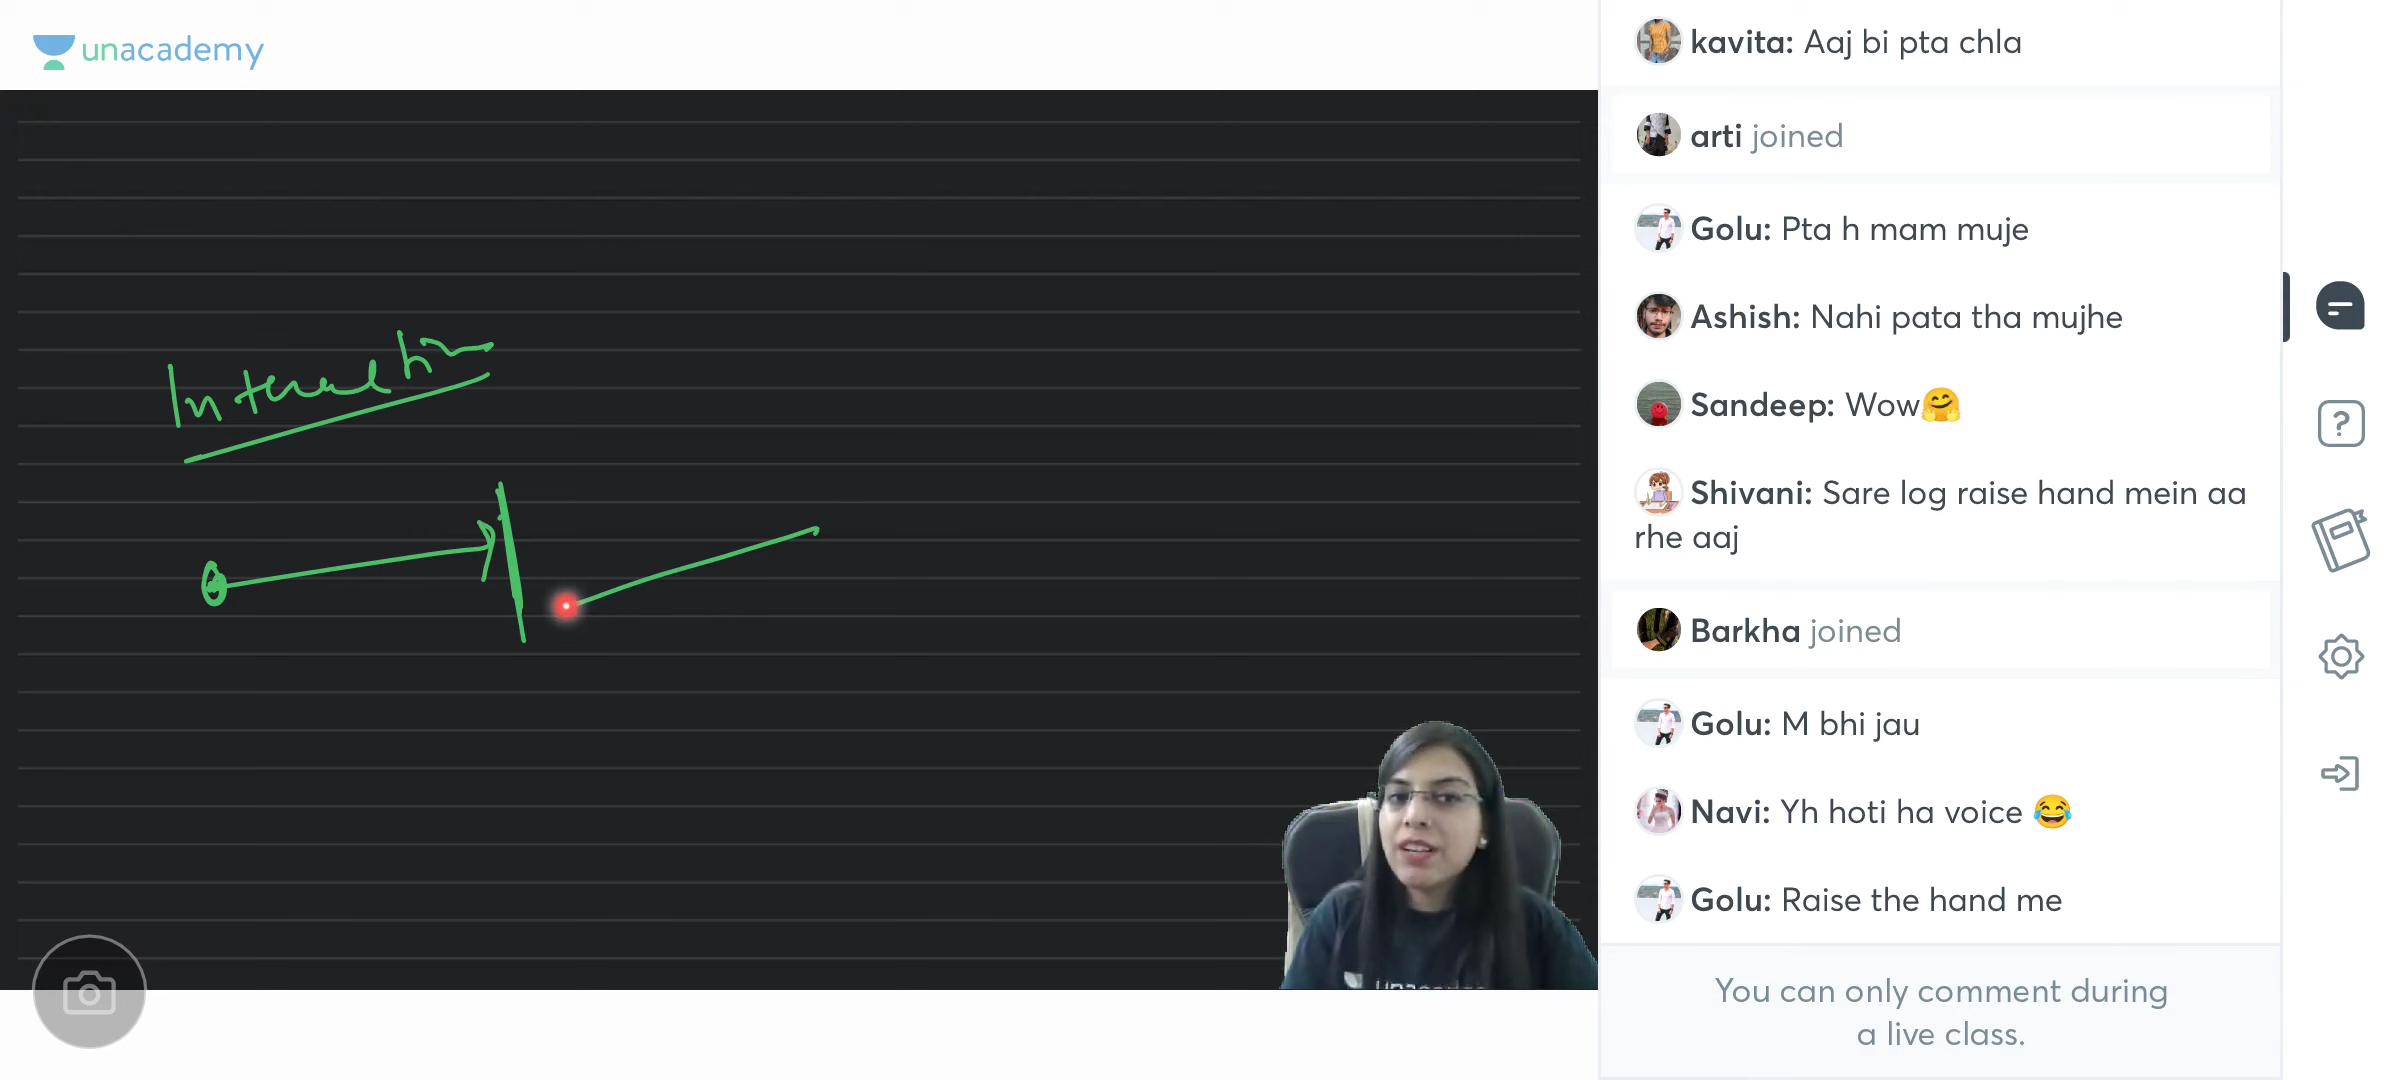 unacademy
Interaction
kavita: Aaj bi pta chla
arti joined
Golu: Pta h mam muje
Ashish: Nahi pata tha mujhe
Sandeep: Wow🤗
Shivani: Sare log raise hand mein aa
rhe aaj
Barkha joined
Golu: M bhi jau
Navi: Yh hoti ha voice 😂
Golu: Raise the hand me
You can only comment during
a live class.